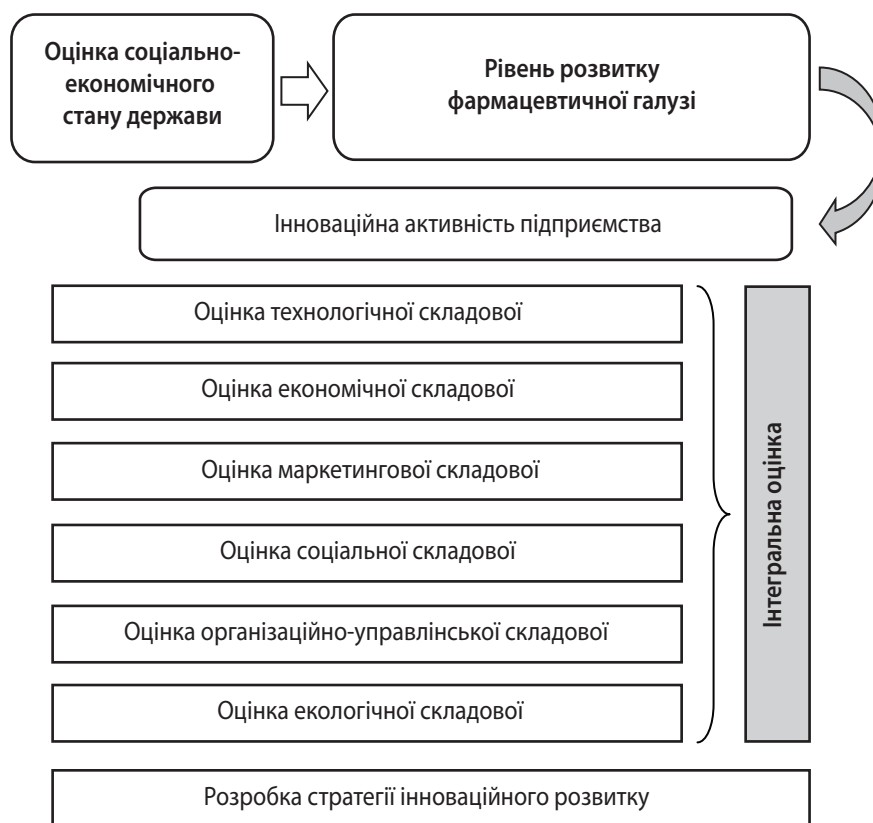 Оцінка соціально-
економічного
стану держави
Рівень розвитку
фармацевтичної галузі
Інноваційна активність підприємства
Оцінка технологічної складової
Оцінка економічної складової
Оцінка маркетингової складової
Оцінка соціальної складової
Оцінка організаційно-управлінської складової
Оцінка екологічної складової
Інтегральна оцінка
Розробка стратегії інноваційного розвитку